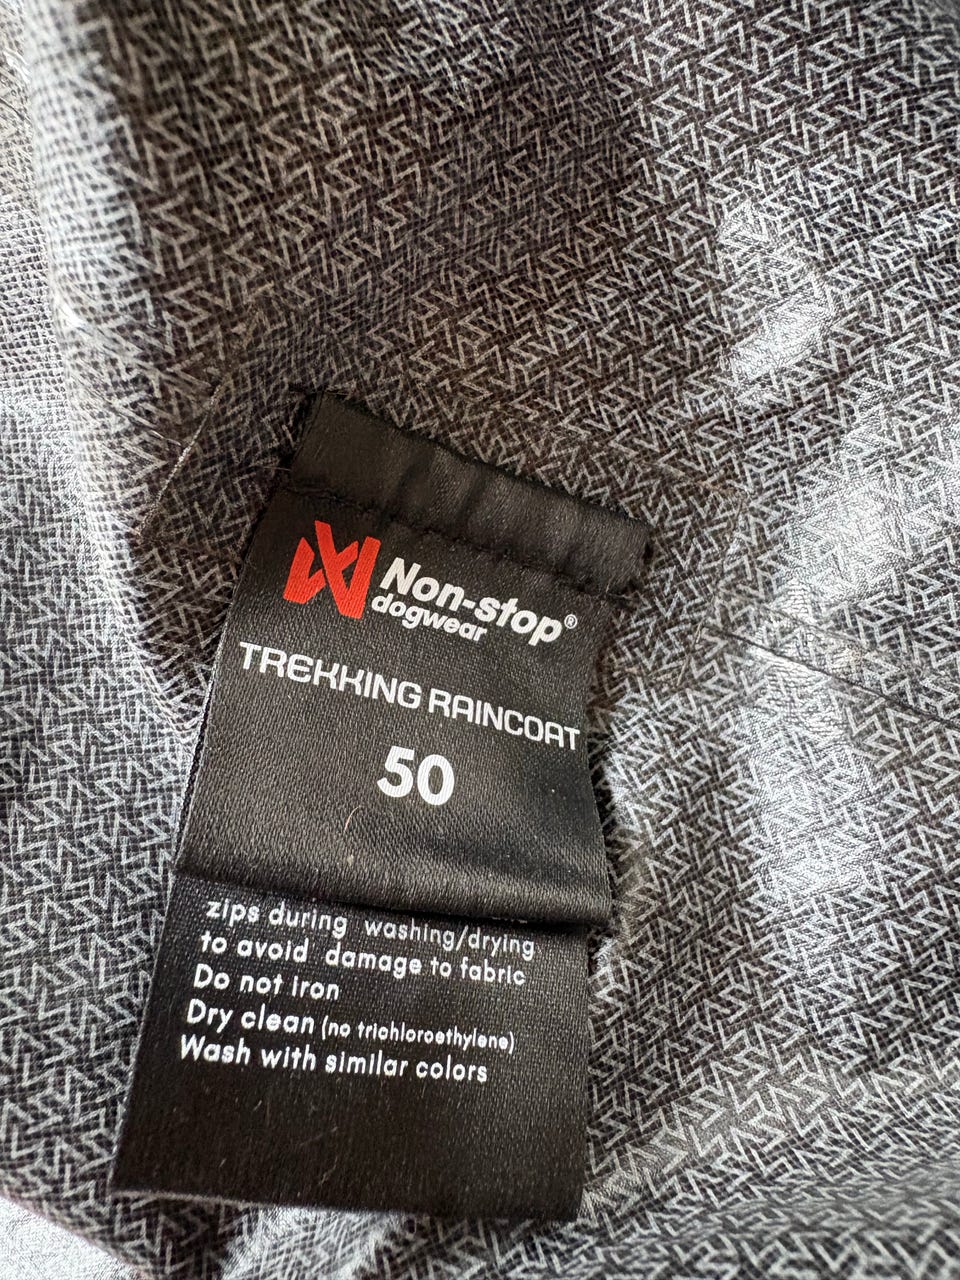 Non-stop®
dogwear
TREKKING RAINCOAT
50
zips during washing/drying
to avoid damage to fabric
Do not iron
Dry clean (no trichloroethylene)
Wash with similar colors